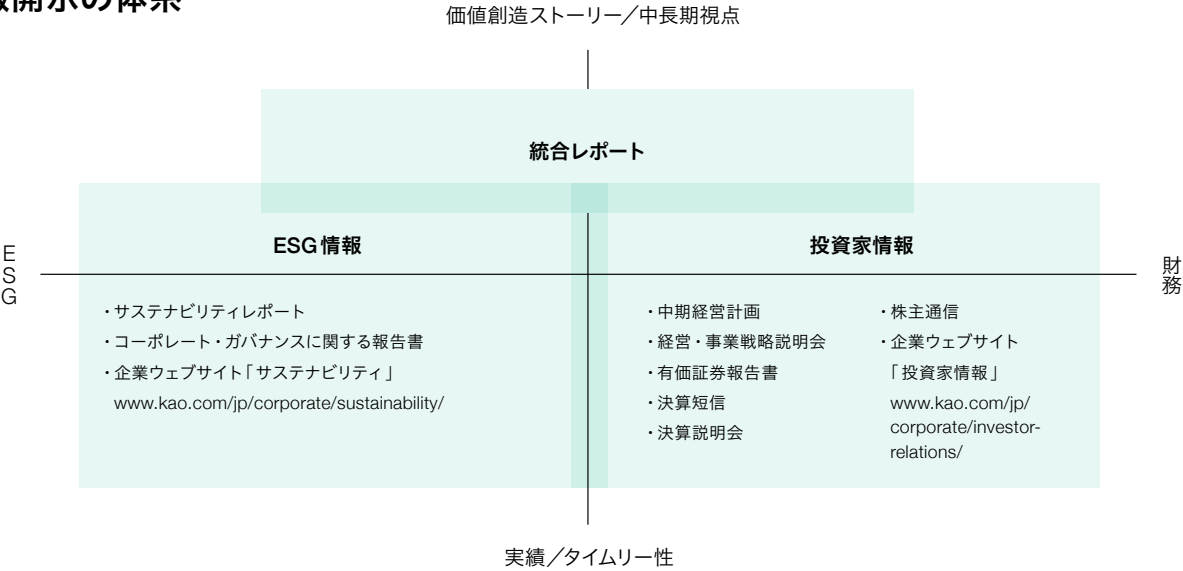 開示の体系
価値創造ストーリー／中長期視点
統合レポート
ESG情報
投資家情報
ESG
財務
・サステナビリティレポート
・コーポレート・ガバナンスに関する報告書
・企業ウェブサイト「サステナビリティ」
www.kao.com/jp/corporate/sustainability/
・中期経営計画
・経営・事業戦略説明会
・有価証券報告書
・決算短信
・決算説明会
・株主通信
・企業ウェブサイト
「投資家情報」
www.kao.com/jp/
corporate/investor-
relations/
実績／タイムリー性